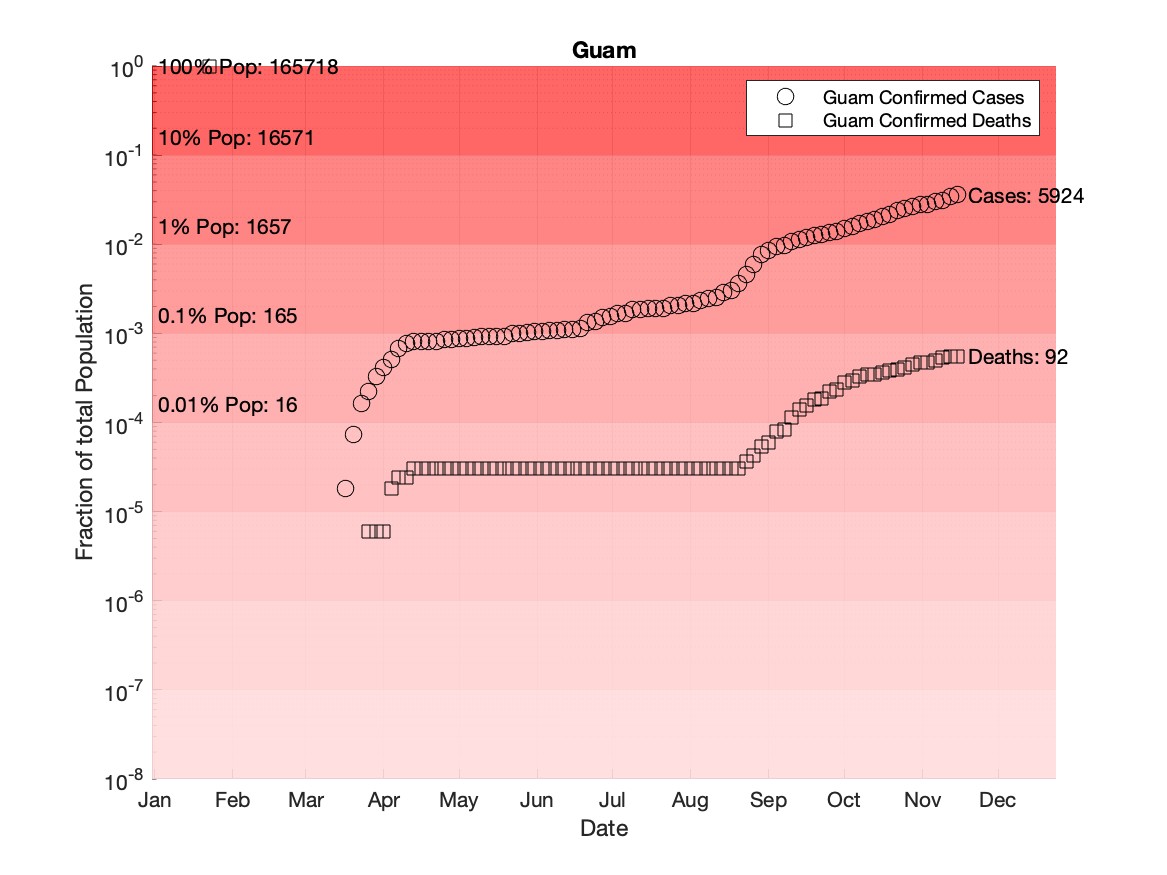 Guam
10⁰
100% Pop: 165718
Guam Confirmed Cases
Guam Confirmed Deaths
10% Pop: 16571
10⁻¹
Cases: 5924
1% Pop: 1657
10⁻²
0.1% Pop: 165
10⁻³
Deaths: 92
0.01% Pop: 16
10⁻⁴
10⁻⁵
10⁻⁶
10⁻⁷
10⁻⁸
Fraction of total Population
Jan Feb Mar Apr May Jun Jul Aug Sep Oct Nov Dec
Date